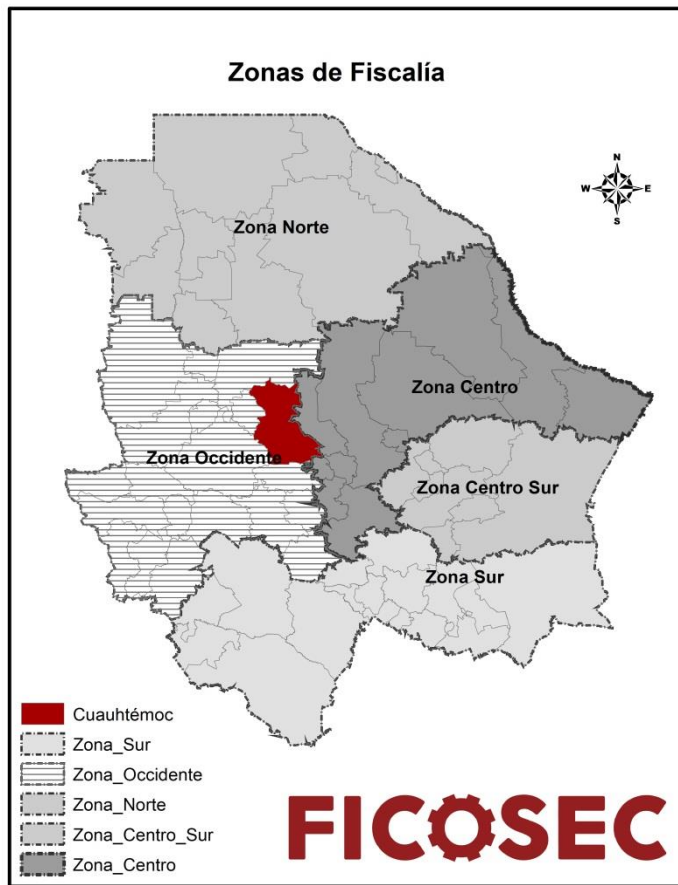 Zonas de Fiscalía
N
W E
S
Zona Norte
Zona Centro
Zona Occidente
Zona Centro Sur
Zona Sur
Cuauhtémoc
Zona_Sur
Zona_Occidente
Zona_Norte
Zona_Centro_Sur
Zona_Centro
FICOSEC